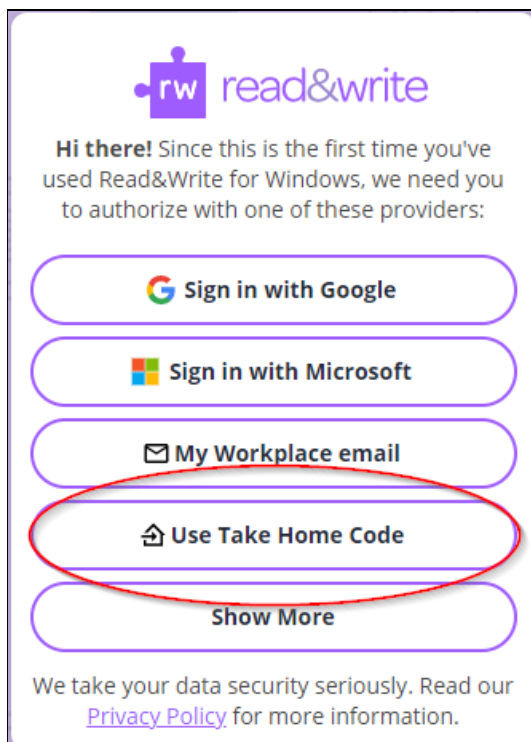 rw read&write
Hi there! Since this is the first time you've
used Read&Write for Windows, we need you
to authorize with one of these providers:
Sign in with Google
Sign in with Microsoft
My Workplace email
Use Take Home Code
Show More
We take your data security seriously. Read our
Privacy Policy for more information.